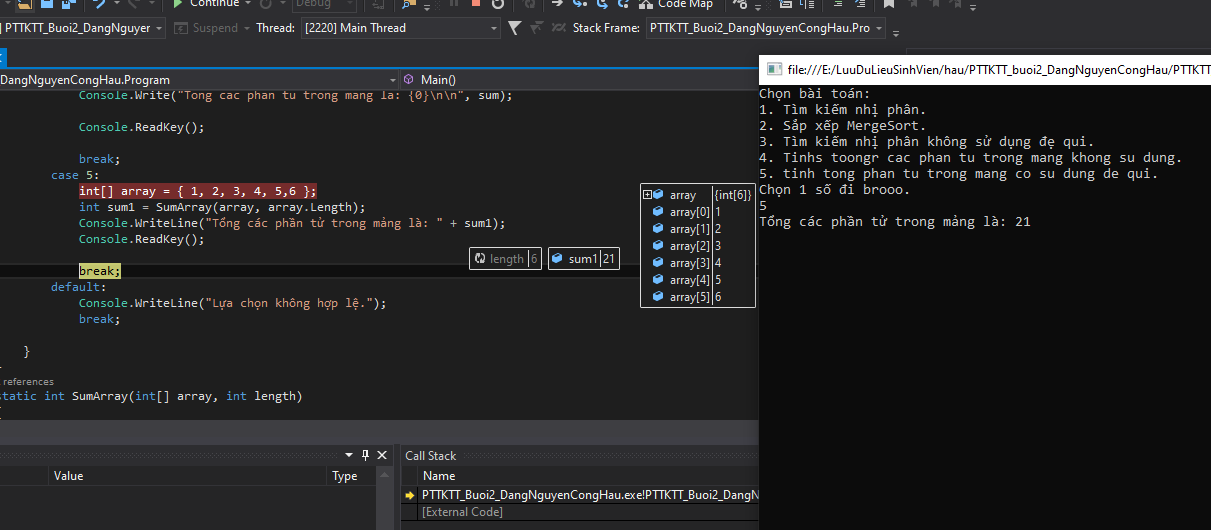 Continue
Debug
Code Map
PTTKTT_Buoi2_DangNguyer
Suspend
Thread:
[2220] Main Thread
Stack Frame:
PTTKTT_Buoi2_DangNguyenCongHau.Pro
DangNguyenCongHau.Program
Main()
Console.Write("Tong cac phan tu trong mang la: {0}\n\n", sum);
Console.ReadKey();
break;
case 5:
int[] array = { 1, 2, 3, 4, 5,6 };
int sum1 = SumArray(array, array.Length);
Console.WriteLine("Tổng các phần tử trong mảng là: " + sum1);
Console.ReadKey();
length 6
sum1 21
break;
default:
Console.WriteLine("Lựa chọn không hợp lệ.");
break;
}
references
static int SumArray(int[] array, int length)
array {int[6]}
array[0] 1
array[1] 2
array[2] 3
array[3] 4
array[4] 5
array[5] 6
file:///E:/LuuDuLieuSinhVien/hau/PTTKTT_buoi2_DangNguyenCongHau/PTTKTT
Chọn bài toán:
1. Tìm kiếm nhị phân.
2. Sắp xếp MergeSort.
3. Tìm kiếm nhị phân không sử dụng đẹ qui.
4. Tinhs toongr cac phan tu trong mang khong su dung.
5. tinh tong phan tu trong mang co su dung de qui.
Chọn 1 số đi brooo.
5
Tổng các phần tử trong mảng là: 21
Value
Type
Call Stack
Name
PTTKTT_Buoi2_DangNguyenCongHau.exe!PTTKTT_Buoi2_DangN
[External Code]